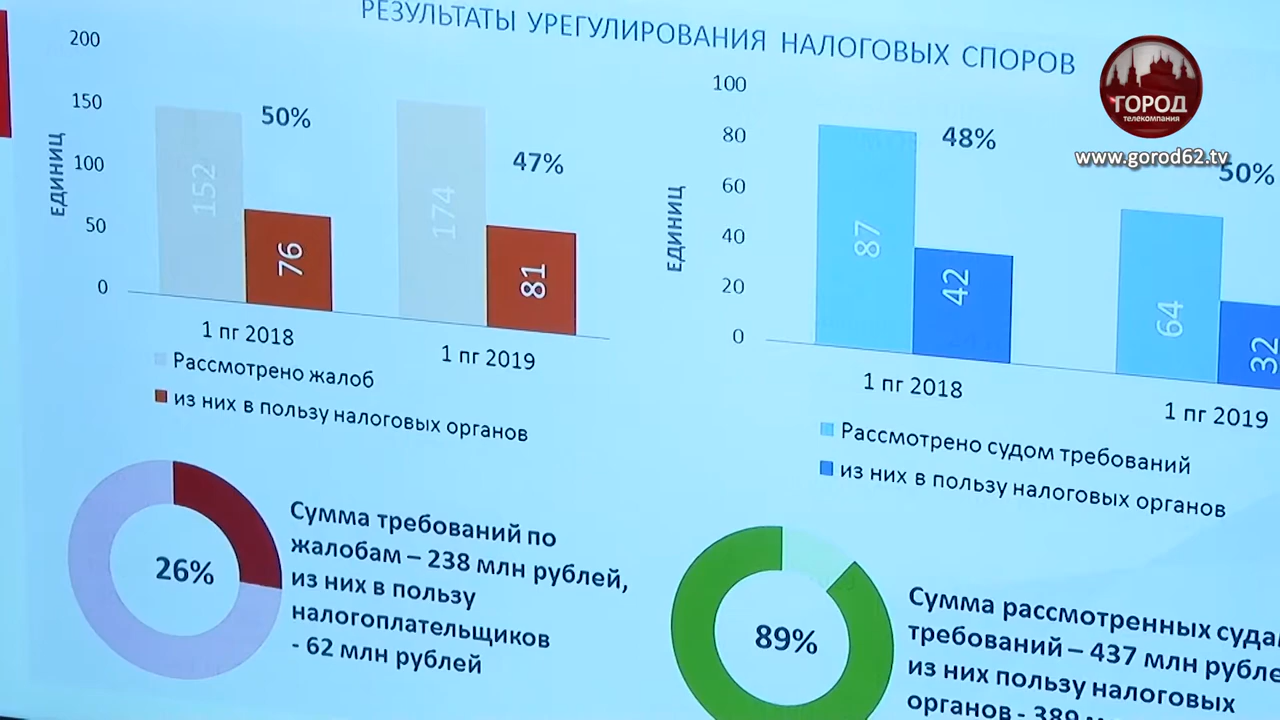 РЕЗУЛЬТАТЫ УРЕГУЛИРОВАНИЯ НАЛОГОВЫХ СПОРОВ
ГОРОД
телекомпания
www.gorod62.tv
ЕДИНИЦ
200
150
100
50
0
152
50%
76
174
47%
81
1 пг 2018
1 пг 2019
Рассмотрено жалоб
из них в пользу налоговых органов
ЕДИНИЦ
100
80
60
40
20
0
87
48%
42
64
50%
32
1 пг 2018
1 пг 2019
Рассмотрено судом требований
из них в пользу налоговых органов
26%
Сумма требований по
жалобам – 238 млн рублей,
из них в пользу
налогоплательщиков
- 62 млн рублей
89%
Сумма рассмотренных
требований – 437 млн
из них пользу налоговых
органов - 389